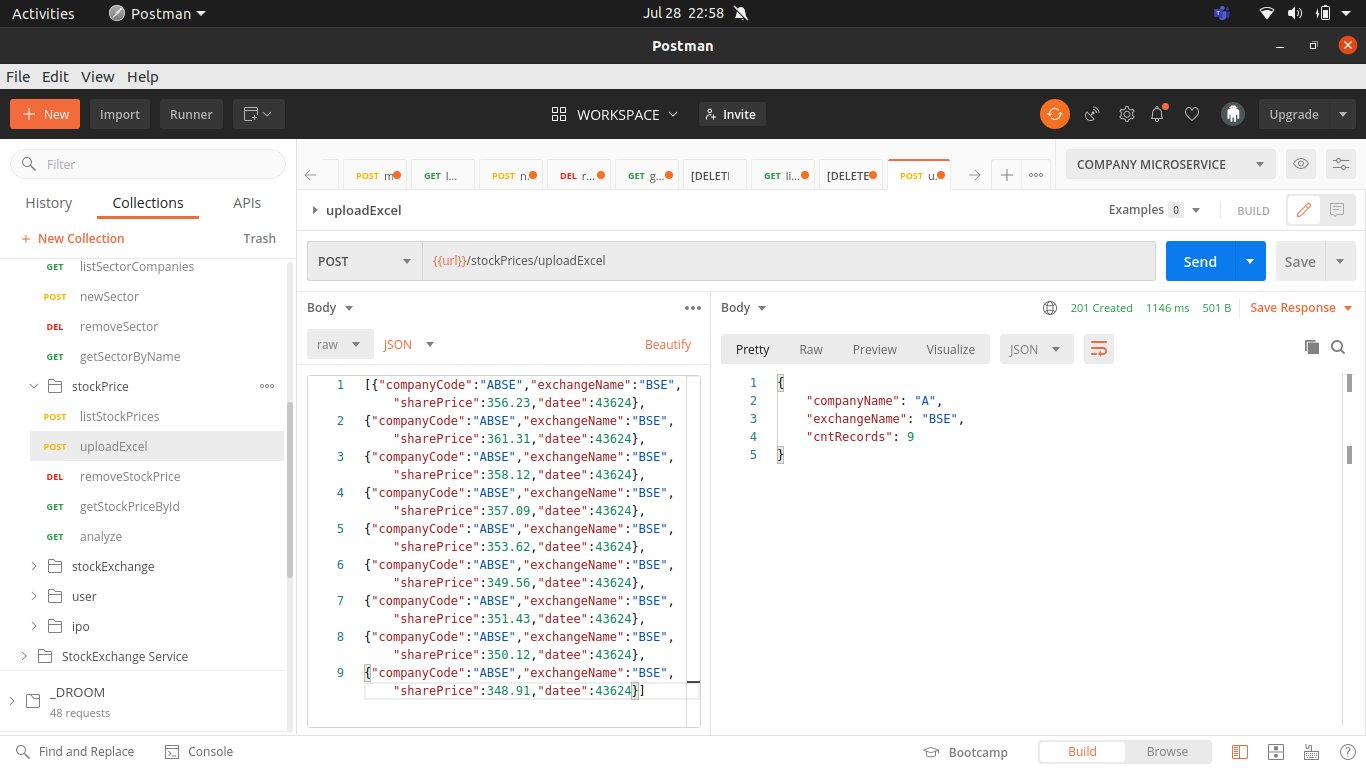 Activities
Postman
Jul 28 22:58
Postman
File Edit View Help
New
Import
Runner
WORKSPACE
Invite
Upgrade
Filter
History
Collections
APIs
+ New Collection
Trash
GET listSectorCompanies
POST newSector
DEL removeSector
GET getSectorByName
stockPrice
POST listStockPrices
POST uploadExcel
DEL removeStockPrice
GET getStockPriceById
GET analyze
stockExchange
user
ipo
StockExchange Service
_DROOM
48 requests
POST m
GET l...
POST n.
DEL r...
GET g...
[DELETI
GET li...
[DELETE
POST u.
COMPANY MICROSERVICE
uploadExcel
Examples 0
BUILD
POST
{{url}}/stockPrices/uploadExcel
Send
Save
Body
raw
JSON
Beautify
1 [{"companyCode":"ABSE","exchangeName":"BSE",
"sharePrice":356.23,"datee":43624},
2 {"companyCode":"ABSE","exchangeName":"BSE",
"sharePrice":361.31,"datee":43624},
3 {"companyCode":"ABSE","exchangeName":"BSE",
"sharePrice":358.12,"datee":43624},
4 {"companyCode":"ABSE","exchangeName":"BSE",
"sharePrice":357.09,"datee":43624},
5 {"companyCode":"ABSE","exchangeName":"BSE",
"sharePrice":353.62,"datee":43624},
6 {"companyCode":"ABSE","exchangeName":"BSE",
"sharePrice":349.56,"datee":43624},
7 {"companyCode":"ABSE","exchangeName":"BSE",
"sharePrice":351.43,"datee":43624},
8 {"companyCode":"ABSE","exchangeName":"BSE",
"sharePrice":350.12,"datee":43624},
9 {"companyCode":"ABSE","exchangeName":"BSE",
"sharePrice":348.91,"datee":43624}]
Body
201 Created 1146 ms 501 B
Save Response
Pretty
Raw
Preview
Visualize
JSON
1 {
2 "companyName": "A",
3 "exchangeName": "BSE",
4 "cntRecords": 9
5 }
Find and Replace
Console
Bootcamp
Build
Browse